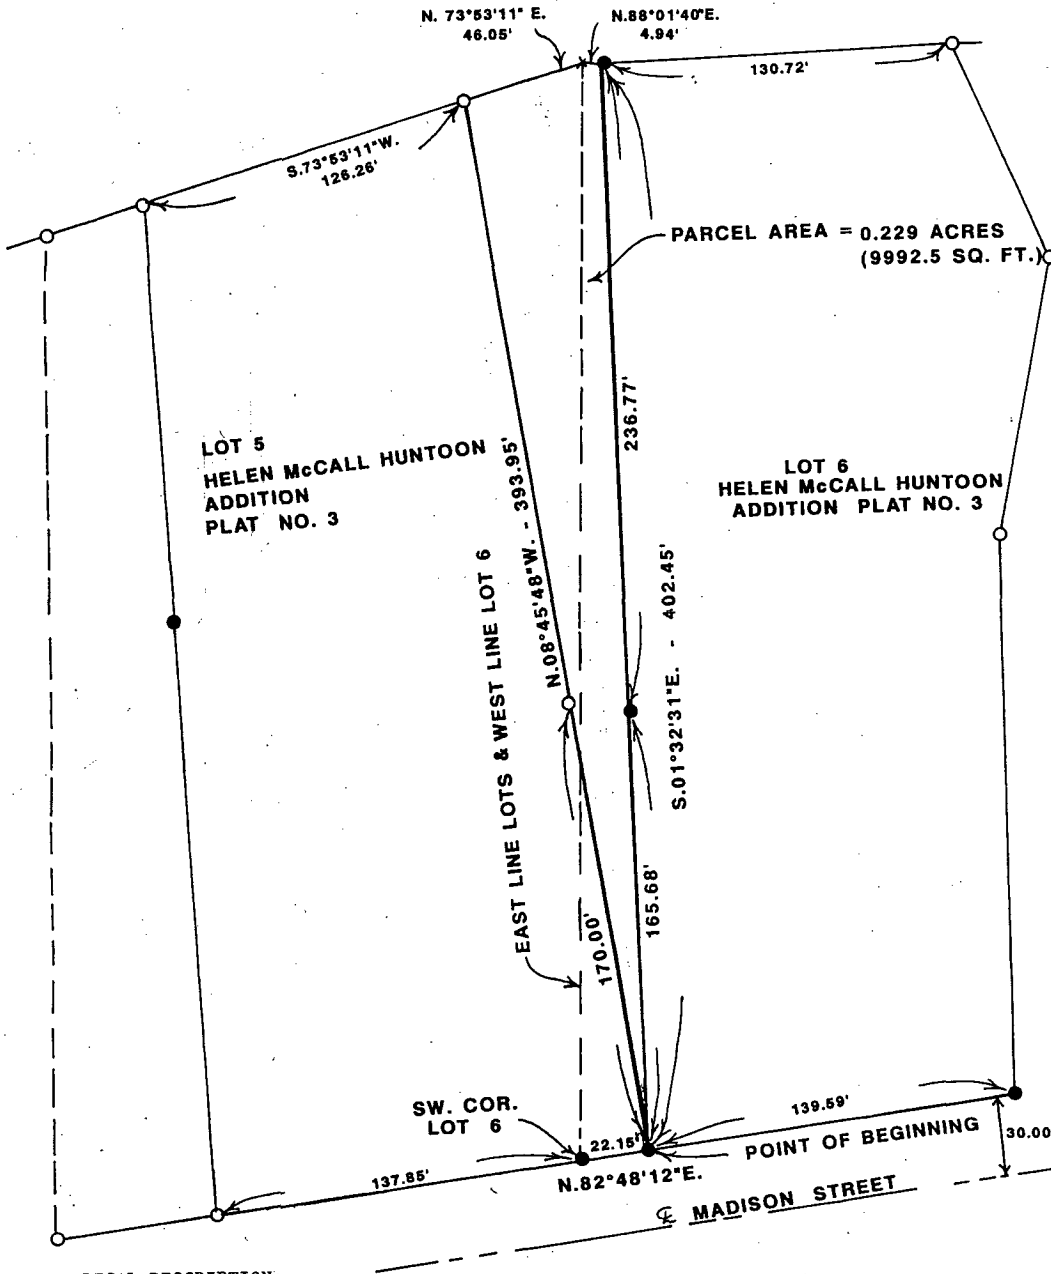 N. 73°53'11" E.
46.05'
N.88°01'40"E.
4.94'
130.72'
S.73°53'11"W.
126.26'
PARCEL AREA = 0.229 ACRES
(9992.5 SQ. FT.)
236.77'
LOT 5
HELEN McCALL HUNTOON
ADDITION
PLAT NO. 3
LOT 6
HELEN McCALL HUNTOON
ADDITION PLAT NO. 3
N.08°45'48"W. - 393.95'
EAST LINE LOTS & WEST LINE LOT 6
S.01°32'31"E. - 402.45'
165.68'
170.00'
SW. COR.
LOT 6
22.15'
139.59'
POINT OF BEGINNING
30.00
137.85'
N.82°48'12"E.
℄ MADISON STREET